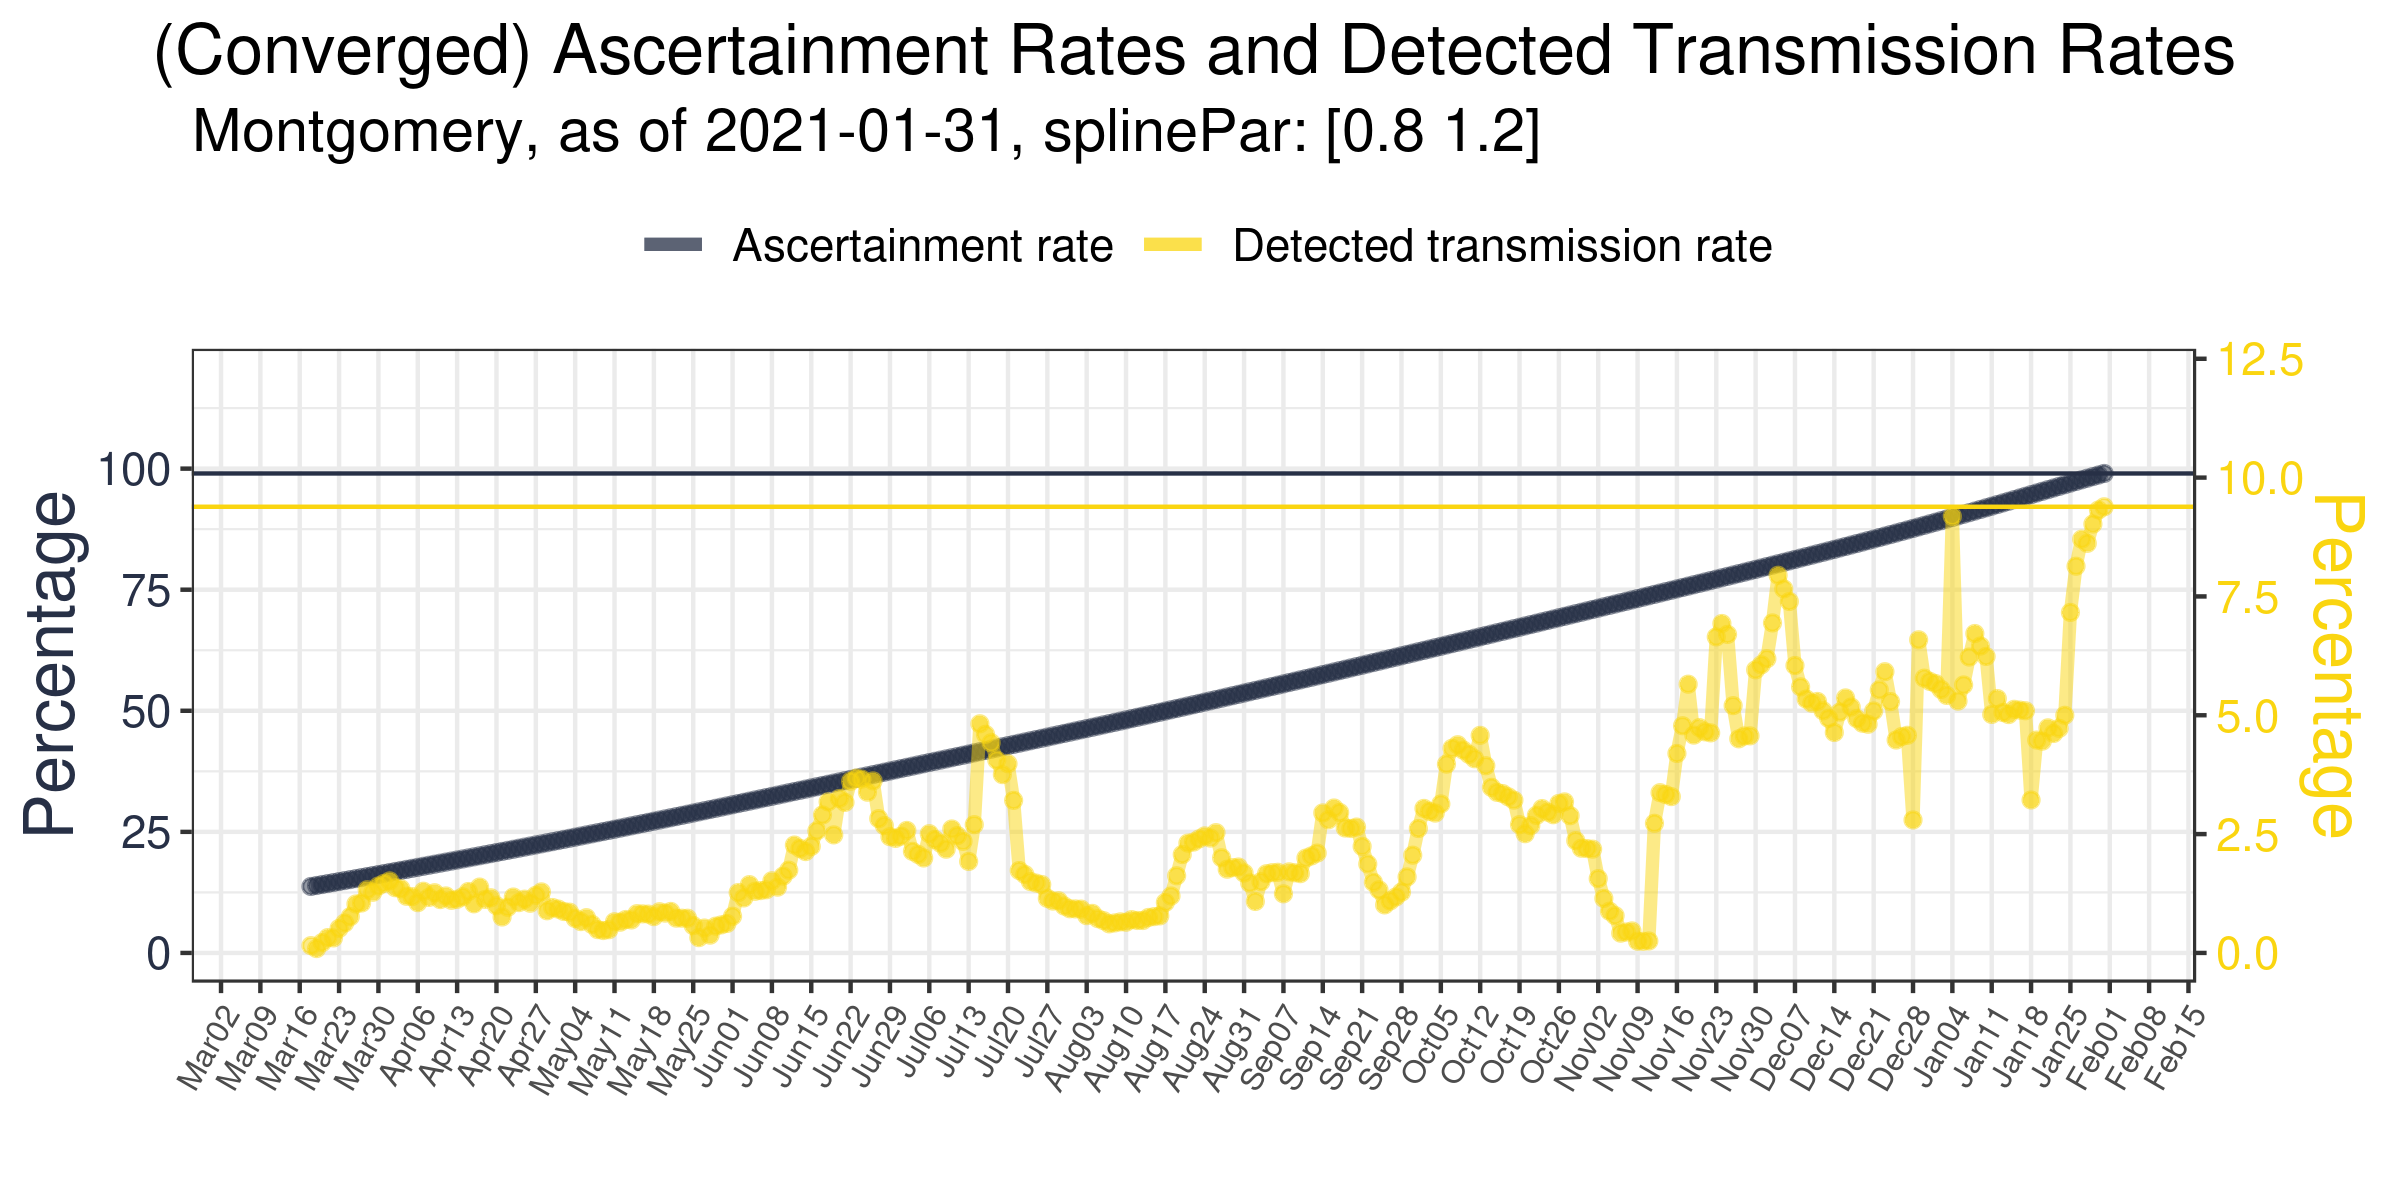 (Converged) Ascertainment Rates and Detected Transmission Rates
Montgomery, as of 2021-01-31, splinePar: [0.8 1.2]
Ascertainment rate Detected transmission rate
Percentage
100
75
50
25
0
12.5
10.0
7.5
5.0
2.5
0.0
Percentage
Mar02 Mar09 Mar16 Mar23 Mar30 Apr06 Apr13 Apr20 Apr27 May04 May11 May18 May25 Jun01 Jun08 Jun15 Jun22 Jun29 Jul06 Jul13 Jul20 Jul27 Aug03 Aug10 Aug17 Aug24 Aug31 Sep07 Sep14 Sep21 Sep28 Oct05 Oct12 Oct19 Oct26 Nov02 Nov09 Nov16 Nov23 Nov30 Dec07 Dec14 Dec21 Dec28 Jan04 Jan11 Jan18 Jan25 Feb01 Feb08 Feb15